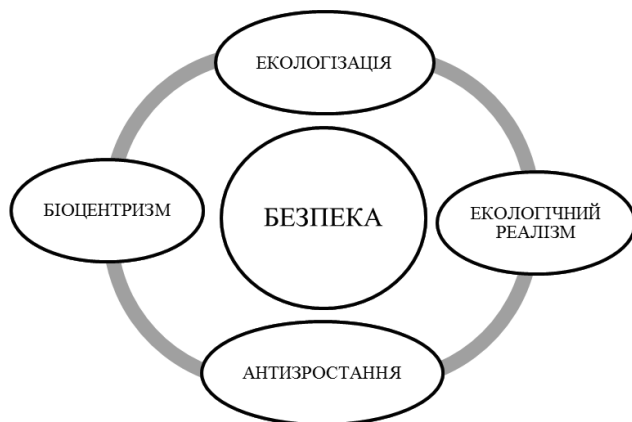 ЕКОЛОГІЗАЦІЯ
БІОЦЕНТРИЗМ
БЕЗПЕКА
ЕКОЛОГІЧНИЙ
РЕАЛІЗМ
АНТИЗРОСТАННЯ